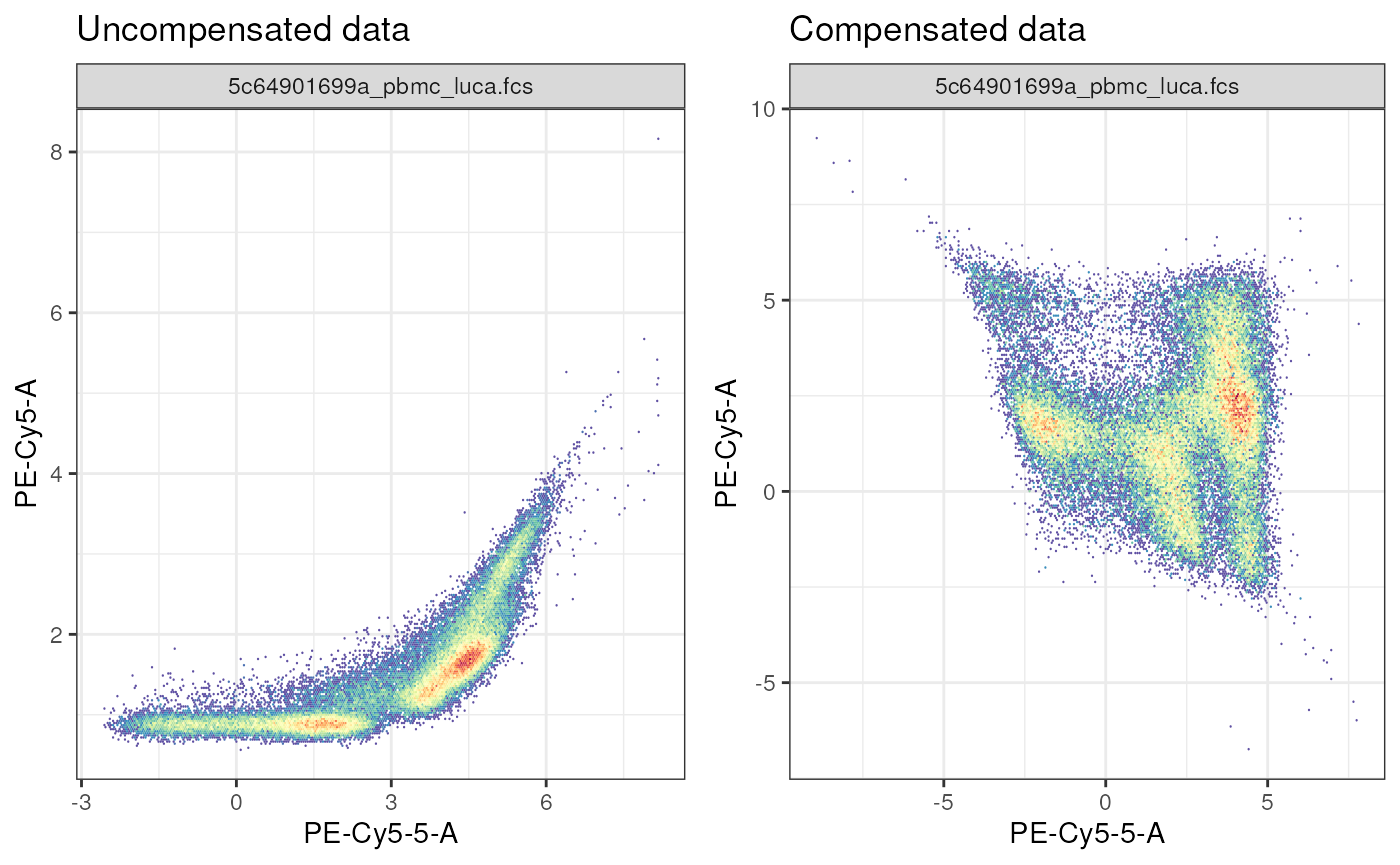 Uncompensated data
5c64901699a_pbmc_luca.fcs
8
6
4
2
PE-Cy5-A
-3 0 3 6
PE-Cy5-5-A
Compensated data
5c64901699a_pbmc_luca.fcs
10
5
0
-5
PE-Cy5-A
-5 0 5
PE-Cy5-5-A